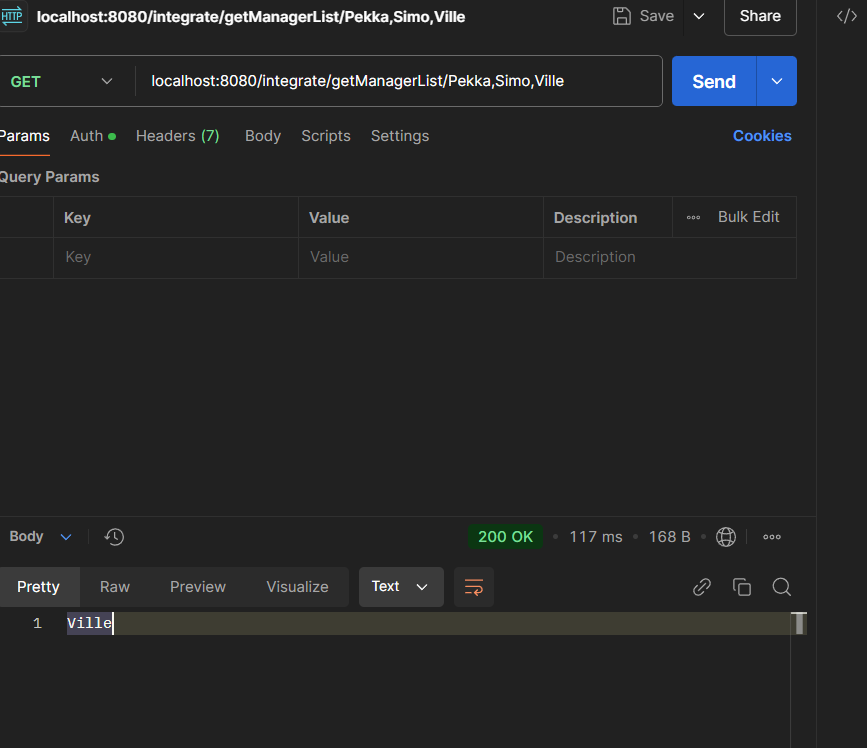 HTTP localhost:8080/integrate/getManagerList/Pekka,Simo,Ville Save Share
GET localhost:8080/integrate/getManagerList/Pekka,Simo,Ville Send
Params Auth Headers (7) Body Scripts Settings Cookies
Query Params
Key Value Description Bulk Edit
Key Value Description
Body 200 OK 117 ms 168 B
Pretty Raw Preview Visualize Text
1 Ville